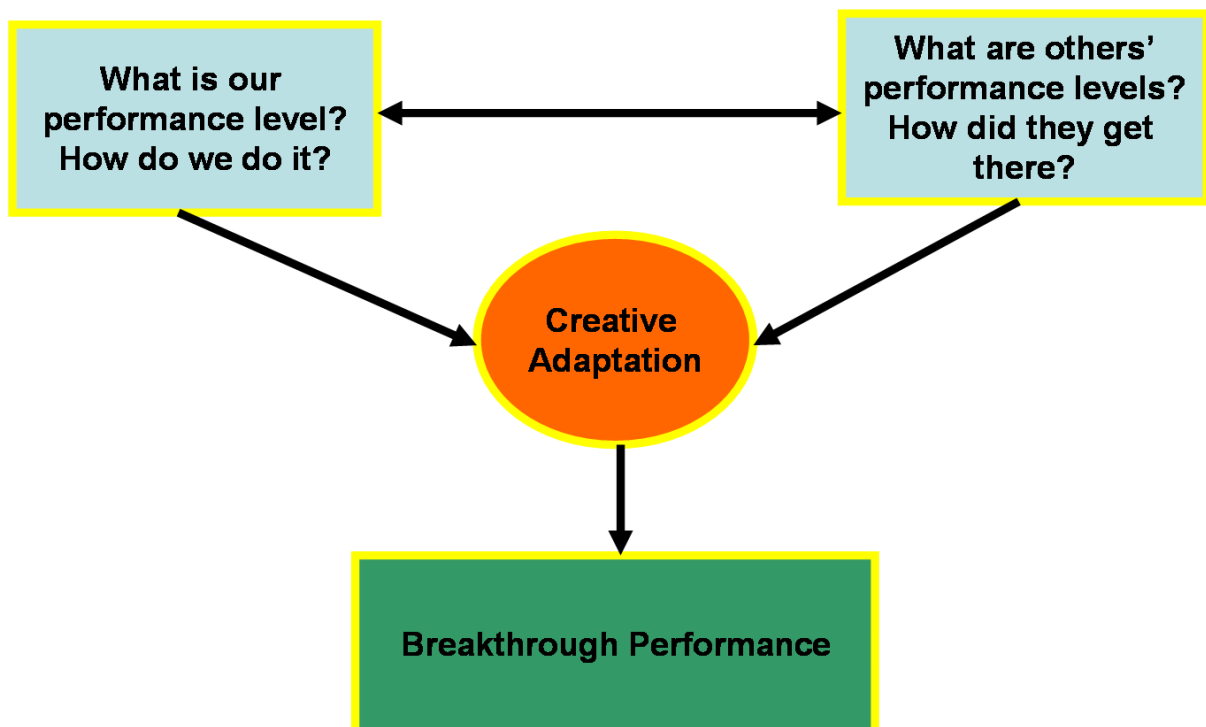 What is our
performance level?
How do we do it?
What are others’
performance levels?
How did they get
there?
Creative
Adaptation
Breakthrough Performance